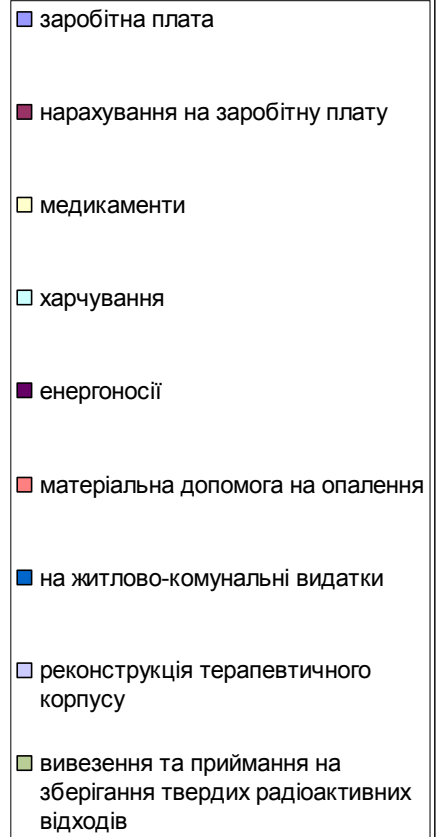 заробітна плата
нарахування на заробітну плату
медикаменти
харчування
енергоносії
матеріальна допомога на опалення
на житлово-комунальні видатки
реконструкція терапевтичного
корпусу
вивезення та приймання на
зберігання твердих радіоактивних
відходів